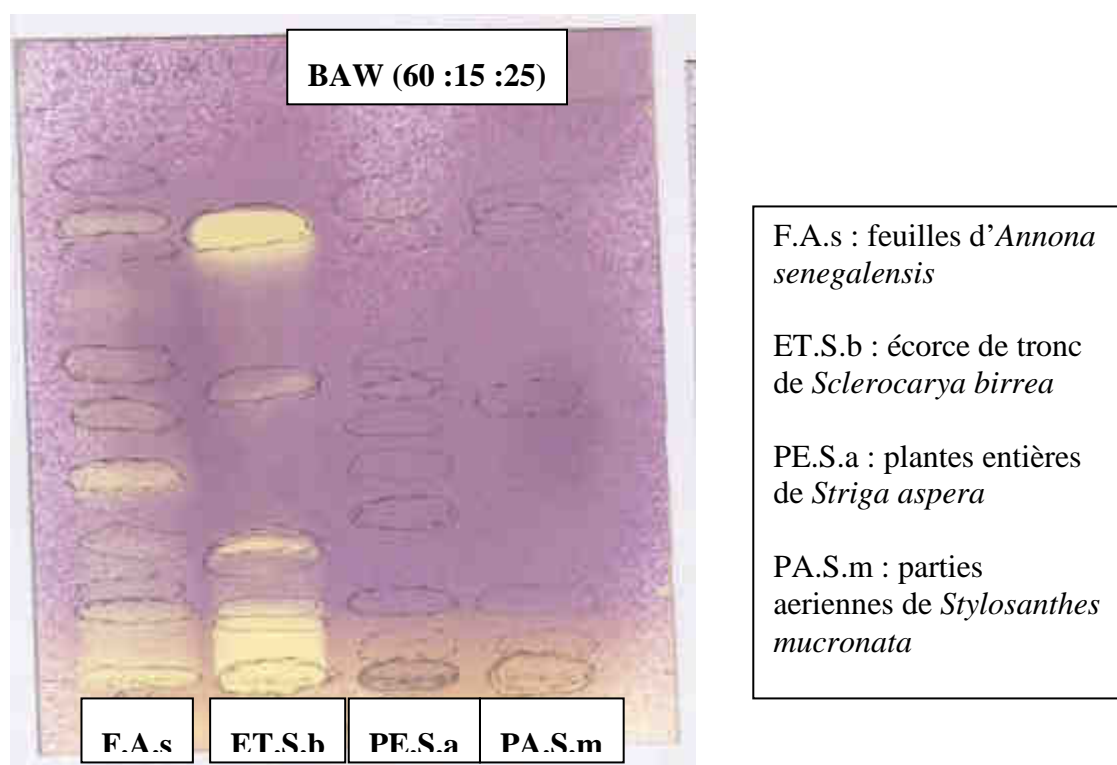 BAW (60 :15 :25)
F.A.s : feuilles d’Annona
senegalensis
ET.S.b : écorce de tronc
de Sclerocarya birrea
PE.S.a : plantes entières
de Striga aspera
PA.S.m : parties
aeriennes de Stylosanthes
mucronata
F.A.s
ET.S.b
PE.S.a
PA.S.m